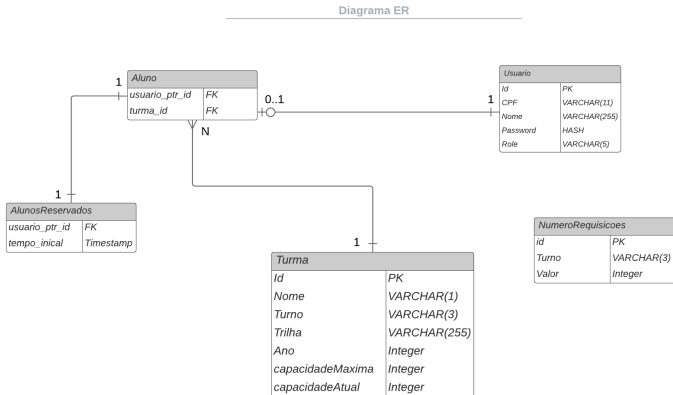 Diagrama ER
Aluno
usuario_ptr_id FK
turma_id FK
1
0..1
1
N
Usuario
Id PK
CPF VARCHAR(11)
Nome VARCHAR(255)
Password HASH
Role VARCHAR(5)
1
AlunosReservados
usuario_ptr_id FK
tempo_inical Timestamp
NumeroRequisicoes
id PK
Turno VARCHAR(3)
Valor Integer
1
Turma
Id PK
Nome VARCHAR(1)
Turno VARCHAR(3)
Trilha VARCHAR(255)
Ano Integer
capacidadeMaxima Integer
capacidadeAtual Integer